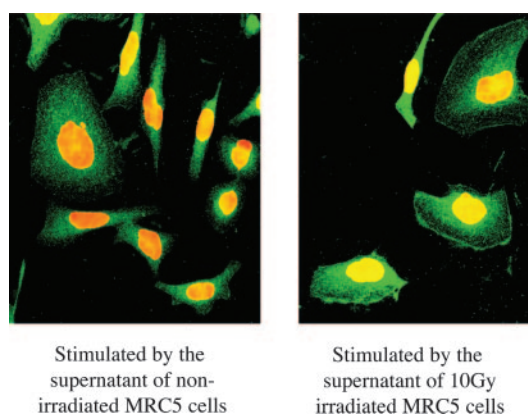 Stimulated by the
supernatant of non-
irradiated MRC5 cells
Stimulated by the
supernatant of 10Gy
irradiated MRC5 cells